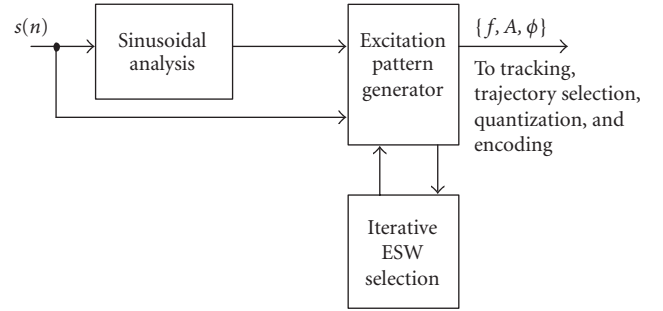 s(n)
Sinusoidal
analysis
Excitation
pattern
generator
{f, A, ϕ}
To tracking,
trajectory selection,
quantization, and
encoding
Iterative
ESW
selection